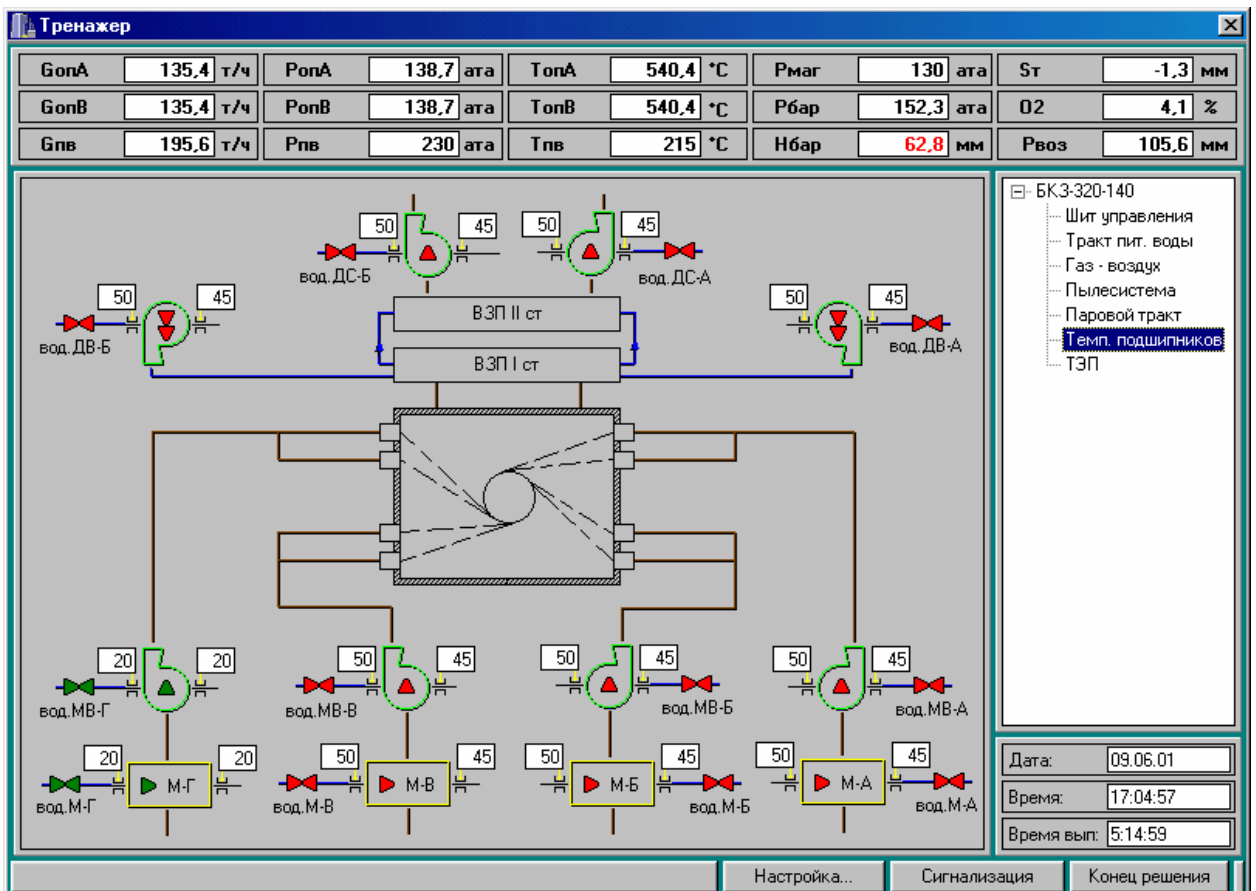 Тренажер
GопА 135,4 т/ч PопА 138,7 ата TопА 540,4 °C Pмаг 130 ата Sт -1,3 мм
GопВ 135,4 т/ч PопВ 138,7 ата TопВ 540,4 °C Pбар 152,3 ата O2 4,1 %
Gпв 195,6 т/ч Pпв 230 ата Tпв 215 °C Hбар 62,8 мм Pвоз 105,6 мм
50 45 50 45
вод.ДС-Б вод.ДС-А
50 45 ВЗП II ст 50 45
вод.ДВ-Б ВЗП I ст вод.ДВ-А
20 20 50 45 50 45 50 45
вод.МВ-Г вод.МВ-В вод.МВ-Б вод.МВ-А
20 20 50 45 50 45 50 45
М-Г М-В М-Б М-А
вод.М-Г вод.М-В вод.М-Б вод.М-А
БКЗ-320-140
Шит управления
Тракт пит. воды
Газ - воздух
Пылесистема
Паровой тракт
Темп. подшипников
ТЭП
Дата: 09.06.01
Время: 17:04:57
Время вып: 5:14:59
Настройка... Сигнализация Конец решения